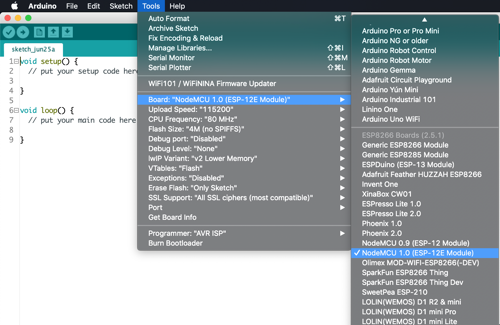 Arduino File Edit Sketch Tools Help
sketch_jun25a
void setup() {
// put your setup code here
}
void loop() {
// put your main code here
}
1
2
3
4
5
6
7
8
9
Auto Format ⌘T
Archive Sketch
Fix Encoding & Reload
Manage Libraries... ⇧⌘I
Serial Monitor ⇧⌘M
Serial Plotter ⇧⌘L
WiFi101 / WiFiNINA Firmware Updater
Board: "NodeMCU 1.0 (ESP-12E Module)"
Upload Speed: "115200"
CPU Frequency: "80 MHz"
Flash Size: "4M (no SPIFFS)"
Debug port: "Disabled"
Debug Level: "None"
lwIP Variant: "v2 Lower Memory"
VTables: "Flash"
Exceptions: "Disabled"
Erase Flash: "Only Sketch"
SSL Support: "All SSL ciphers (most compatible)"
Port
Get Board Info
Programmer: "AVR ISP"
Burn Bootloader
Arduino Pro or Pro Mini
Arduino NG or older
Arduino Robot Control
Arduino Robot Motor
Arduino Gemma
Adafruit Circuit Playground
Arduino Yún Mini
Arduino Industrial 101
Linino One
Arduino Uno WiFi
ESP8266 Boards (2.5.1)
Generic ESP8266 Module
Generic ESP8285 Module
ESPDuino (ESP-13 Module)
Adafruit Feather HUZZAH ESP8266
Invent One
XinaBox CW01
ESPresso Lite 1.0
ESPresso Lite 2.0
Phoenix 1.0
Phoenix 2.0
NodeMCU 0.9 (ESP-12 Module)
NodeMCU 1.0 (ESP-12E Module)
Olimex MOD-WIFI-ESP8266(-DEV)
SparkFun ESP8266 Thing
SparkFun ESP8266 Thing Dev
SweetPea ESP-210
LOLIN(WEMOS) D1 R2 & mini
LOLIN(WEMOS) D1 mini Pro
LOLIN(WEMOS) D1 mini Lite